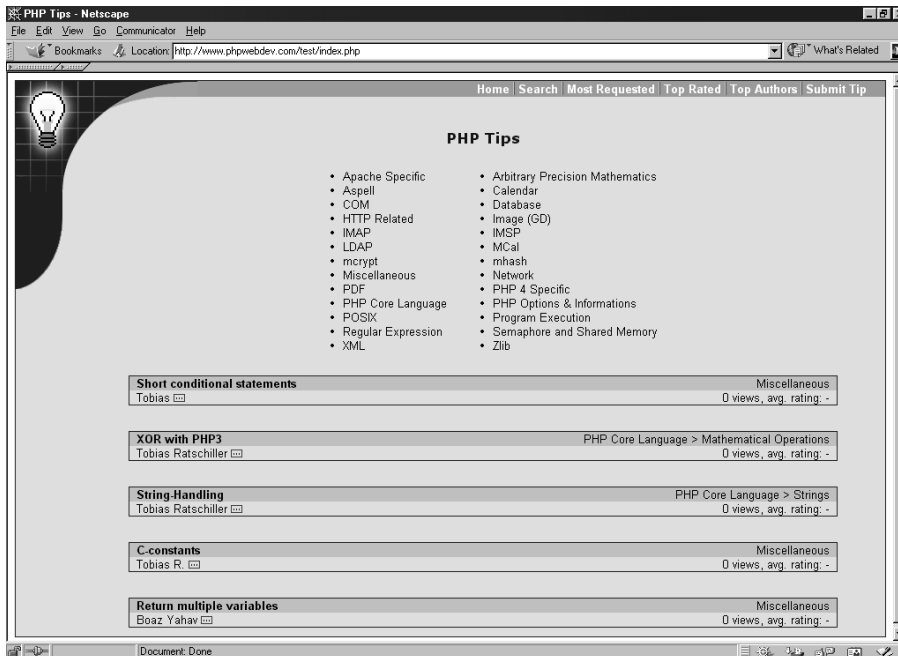 PHP Tips - Netscape
File Edit View Go Communicator Help
Bookmarks Location: http://www.phpwebdev.com/test/index.php What's Related
Home Search Most Requested Top Rated Top Authors Submit Tip
PHP Tips
• Apache Specific • Arbitrary Precision Mathematics
• Aspell • Calendar
• COM • Database
• HTTP Related • Image (GD)
• IMAP • IMSP
• LDAP • MCal
• mcrypt • mhash
• Miscellaneous • Network
• PDF • PHP 4 Specific
• PHP Core Language • PHP Options & Informations
• POSIX • Program Execution
• Regular Expression • Semaphore and Shared Memory
• XML • Zlib
Short conditional statements Miscellaneous
Tobias 0 views, avg. rating: -
XOR with PHP3 PHP Core Language > Mathematical Operations
Tobias Ratschiller 0 views, avg. rating: -
String-Handling PHP Core Language > Strings
Tobias Ratschiller 0 views, avg. rating: -
C-constants Miscellaneous
Tobias R. 0 views, avg. rating: -
Return multiple variables Miscellaneous
Boaz Yahav 0 views, avg. rating: -
Document: Done